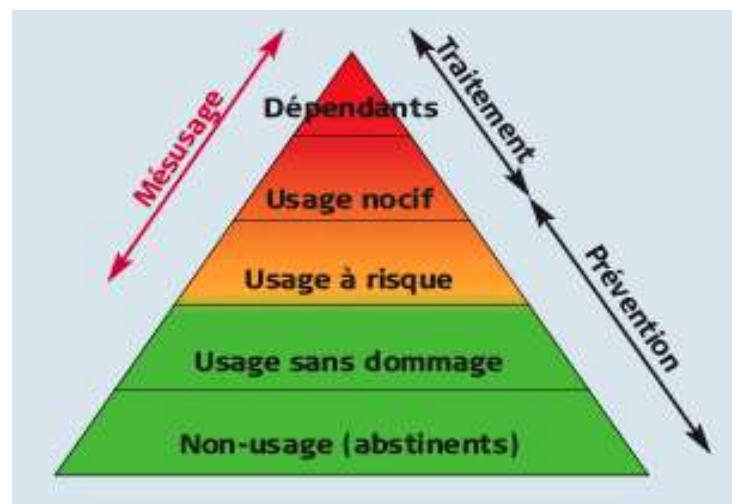 Mésusage
Traitement
Prévention
Dépendants
Usage nocif
Usage à risque
Usage sans dommage
Non-usage (abstinents)